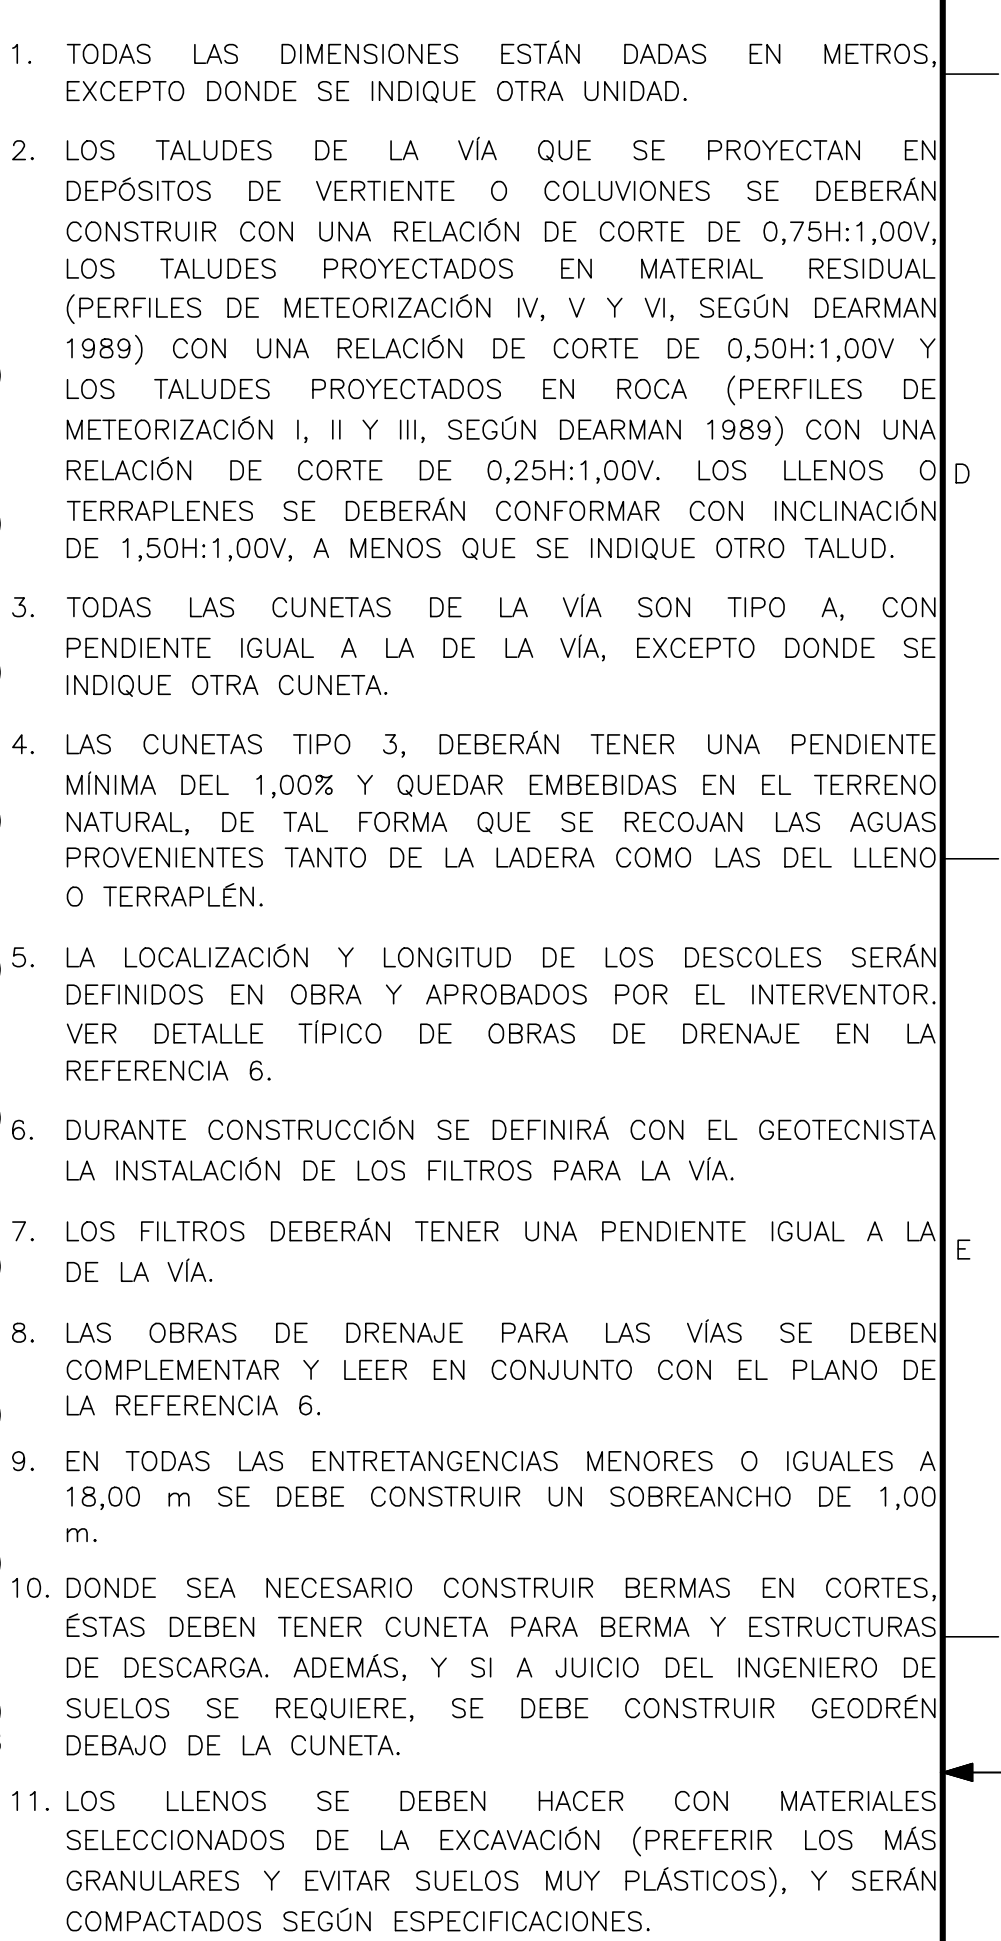 1. TODAS LAS DIMENSIONES ESTÁN DADAS EN METROS,
EXCEPTO DONDE SE INDIQUE OTRA UNIDAD.
2. LOS TALUDES DE LA VÍA QUE SE PROYECTAN EN
DEPÓSITOS DE VERTIENTE O COLUVIONES SE DEBERÁN
CONSTRUIR CON UNA RELACIÓN DE CORTE DE 0,75H:1,00V,
LOS TALUDES PROYECTADOS EN MATERIAL RESIDUAL
(PERFILES DE METEORIZACIÓN IV, V Y VI, SEGÚN DEARMAN
1989) CON UNA RELACIÓN DE CORTE DE 0,50H:1,00V Y
LOS TALUDES PROYECTADOS EN ROCA (PERFILES DE
METEORIZACIÓN I, II Y III, SEGÚN DEARMAN 1989) CON UNA
RELACIÓN DE CORTE DE 0,25H:1,00V. LOS LLENOS O
D
TERRAPLENES SE DEBERÁN CONFORMAR CON INCLINACIÓN
DE 1,50H:1,00V, A MENOS QUE SE INDIQUE OTRO TALUD.
3. TODAS LAS CUNETAS DE LA VÍA SON TIPO A, CON
PENDIENTE IGUAL A LA DE LA VÍA, EXCEPTO DONDE SE
INDIQUE OTRA CUNETA.
4. LAS CUNETAS TIPO 3, DEBERÁN TENER UNA PENDIENTE
MÍNIMA DEL 1,00% Y QUEDAR EMBEBIDAS EN EL TERRENO
NATURAL, DE TAL FORMA QUE SE RECOJAN LAS AGUAS
PROVENIENTES TANTO DE LA LADERA COMO LAS DEL LLENO
O TERRAPLÉN.
5. LA LOCALIZACIÓN Y LONGITUD DE LOS DESCOLES SERÁN
DEFINIDOS EN OBRA Y APROBADOS POR EL INTERVENTOR.
VER DETALLE TÍPICO DE OBRAS DE DRENAJE EN LA
REFERENCIA 6.
6. DURANTE CONSTRUCCIÓN SE DEFINIRÁ CON EL GEOTECNISTA
LA INSTALACIÓN DE LOS FILTROS PARA LA VÍA.
7. LOS FILTROS DEBERÁN TENER UNA PENDIENTE IGUAL A LA
E
DE LA VÍA.
8. LAS OBRAS DE DRENAJE PARA LAS VÍAS SE DEBEN
COMPLEMENTAR Y LEER EN CONJUNTO CON EL PLANO DE
LA REFERENCIA 6.
9. EN TODAS LAS ENTRETANGENCIAS MENORES O IGUALES A
18,00 m SE DEBE CONSTRUIR UN SOBREANCHO DE 1,00
m.
10. DONDE SEA NECESARIO CONSTRUIR BERMAS EN CORTES,
ÉSTAS DEBEN TENER CUNETA PARA BERMA Y ESTRUCTURAS
DE DESCARGA. ADEMÁS, Y SI A JUICIO DEL INGENIERO DE
SUELOS SE REQUIERE, SE DEBE CONSTRUIR GEODRÉN
DEBAJO DE LA CUNETA.
11. LOS LLENOS SE DEBEN HACER CON MATERIALES
SELECCIONADOS DE LA EXCAVACIÓN (PREFERIR LOS MÁS
GRANULARES Y EVITAR SUELOS MUY PLÁSTICOS), Y SERÁN
COMPACTADOS SEGÚN ESPECIFICACIONES.